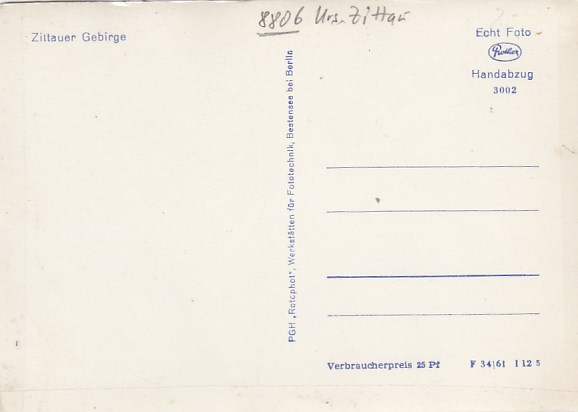 8806 Krs. Zittau
Zittauer Gebirge
Echt Foto
Handabzug
3002
PGH „Rotophot", Werkstätten für Fototechnik, Bestensee bei Berlin
Verbraucherpreis 25 Pf F 34|61 I 12 5